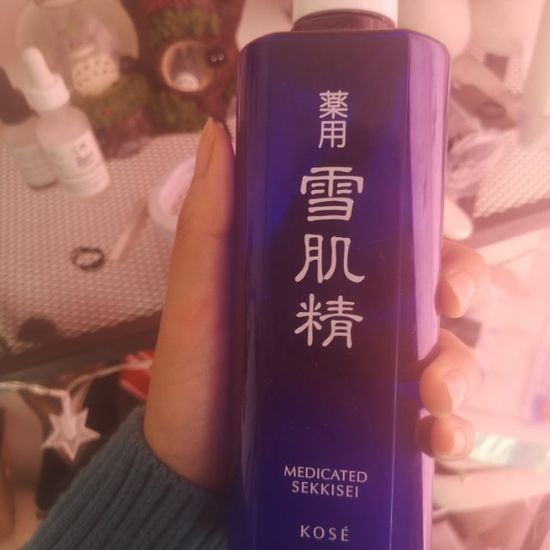 薬用
雪肌精
MEDICATED
SEKKISEI
KOSÉ